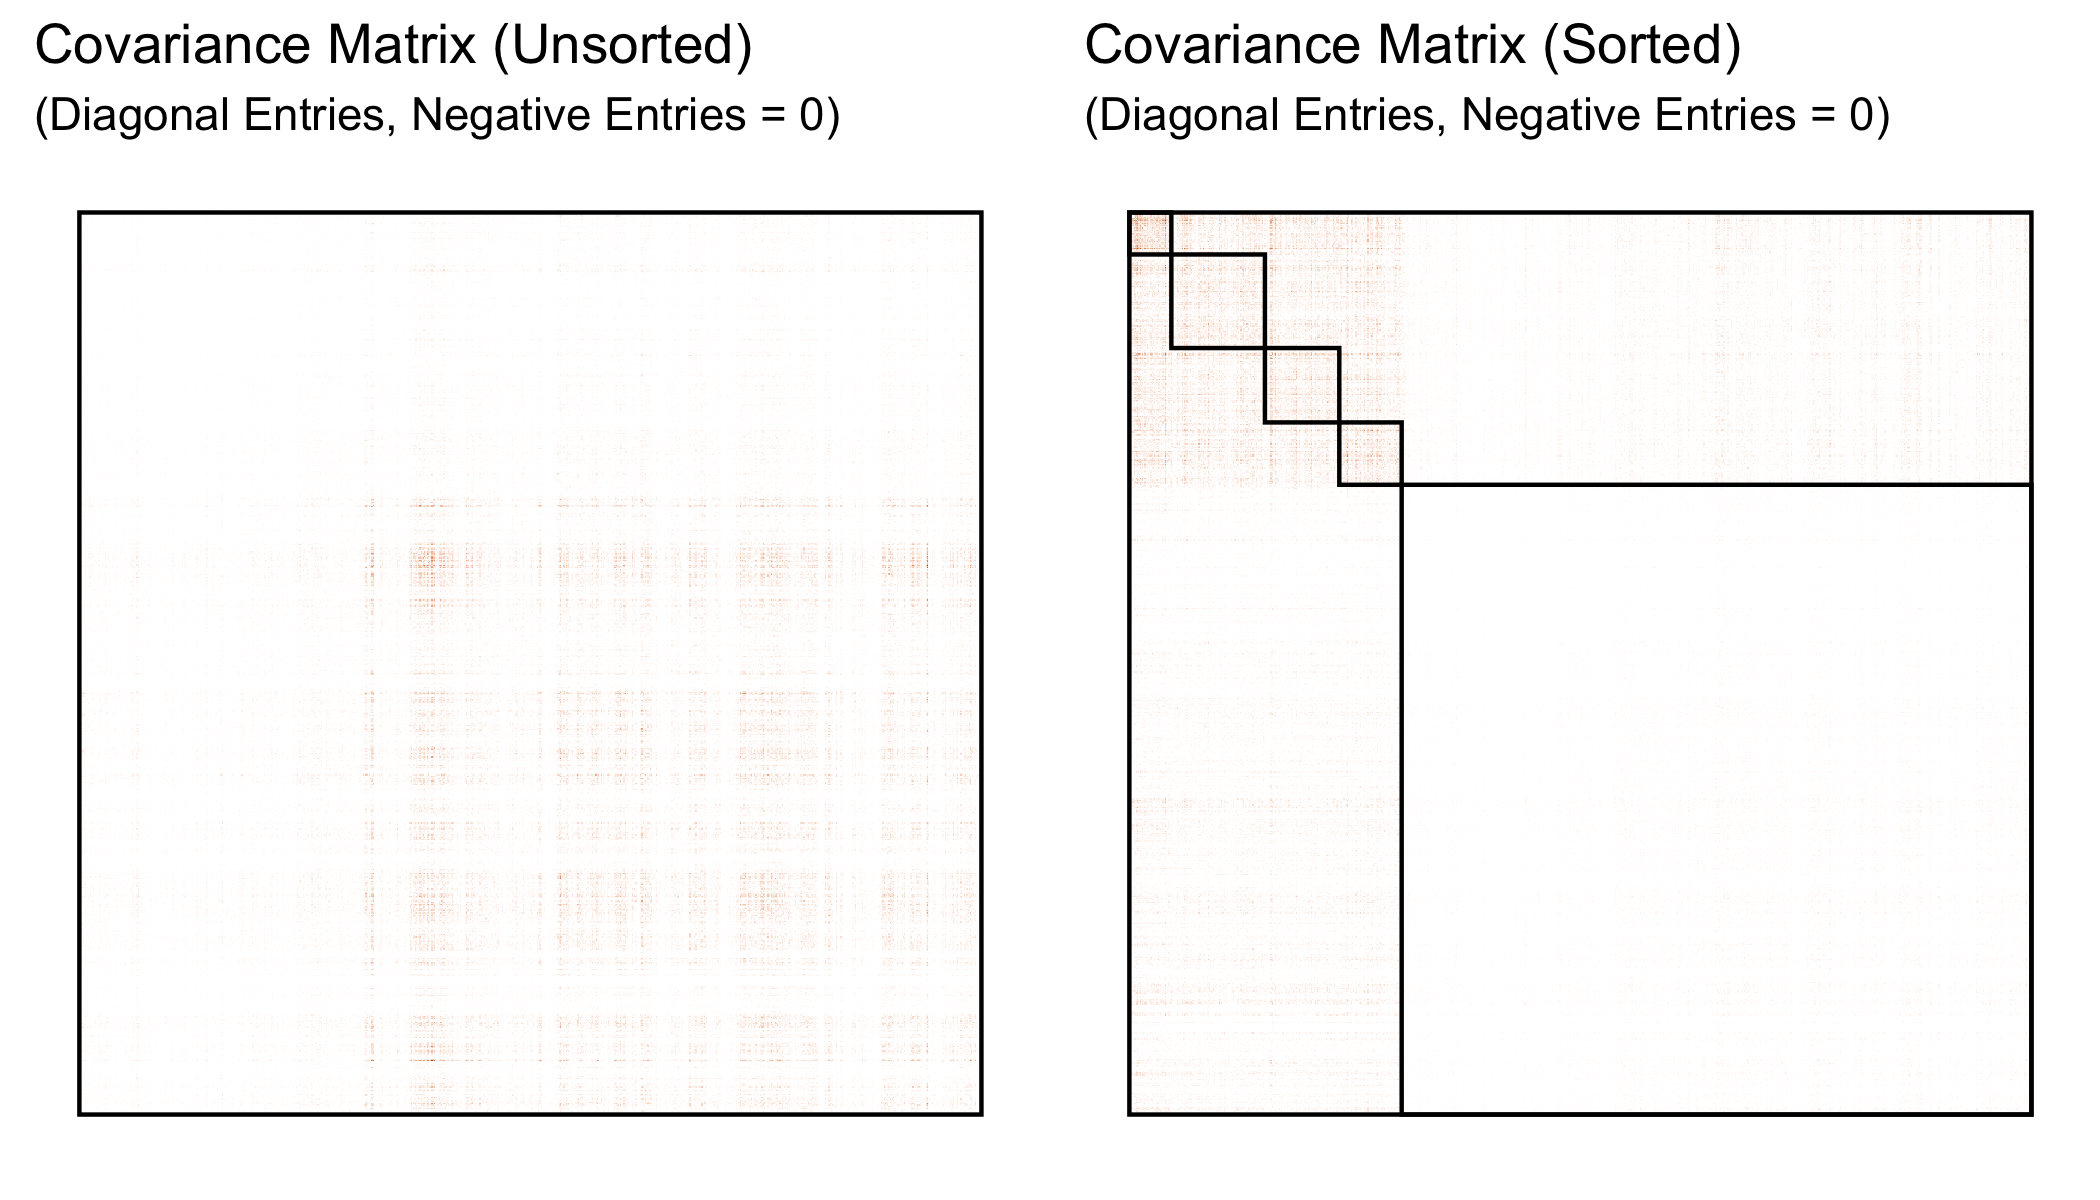 Covariance Matrix (Unsorted)
(Diagonal Entries, Negative Entries = 0)
Covariance Matrix (Sorted)
(Diagonal Entries, Negative Entries = 0)